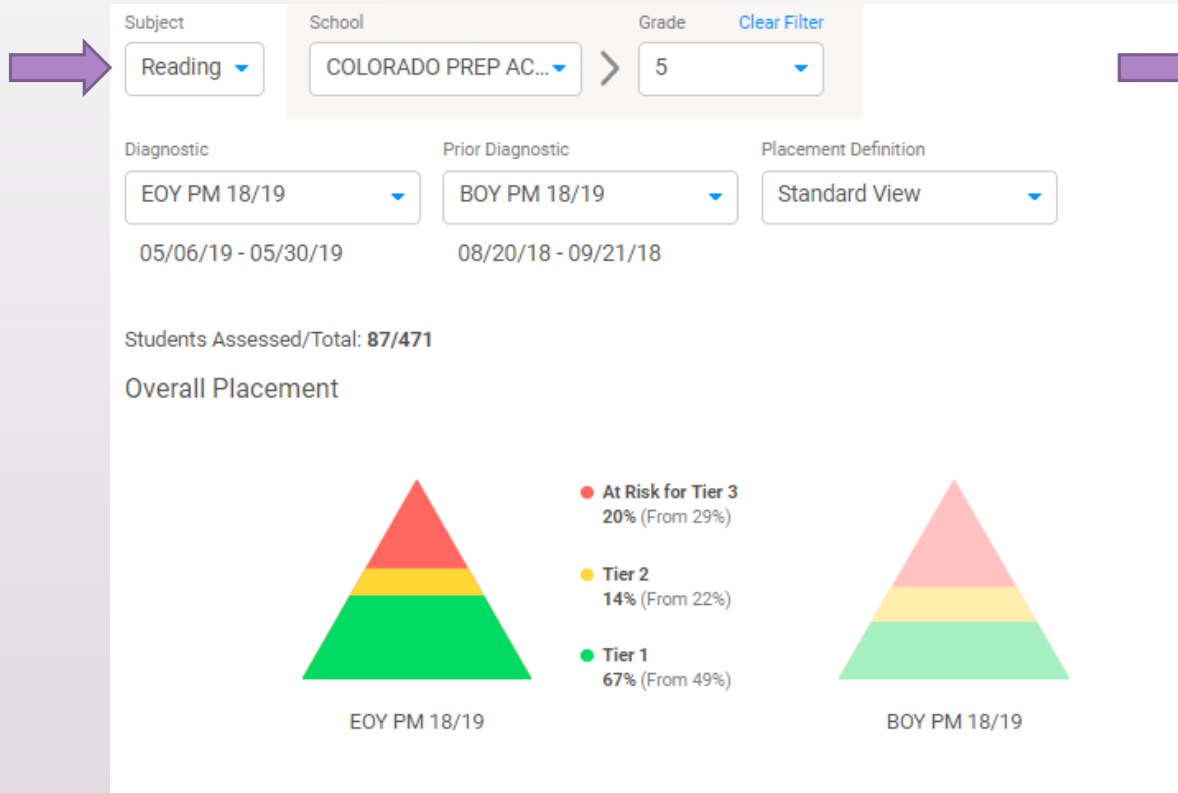 Subject School Grade Clear Filter
Reading COLORADO PREP AC... 5
Diagnostic Prior Diagnostic Placement Definition
EOY PM 18/19 BOY PM 18/19 Standard View
05/06/19 - 05/30/19 08/20/18 - 09/21/18
Students Assessed/Total: 87/471
Overall Placement
At Risk for Tier 3
20% (From 29%)
Tier 2
14% (From 22%)
Tier 1
67% (From 49%)
EOY PM 18/19 BOY PM 18/19